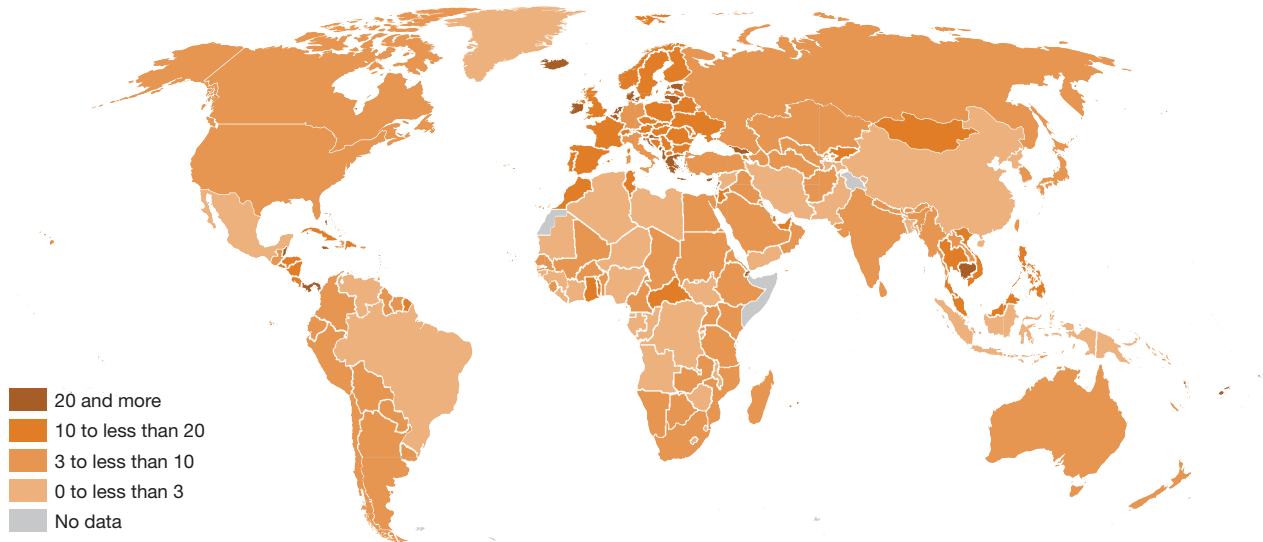 20 and more
10 to less than 20
3 to less than 10
0 to less than 3
No data